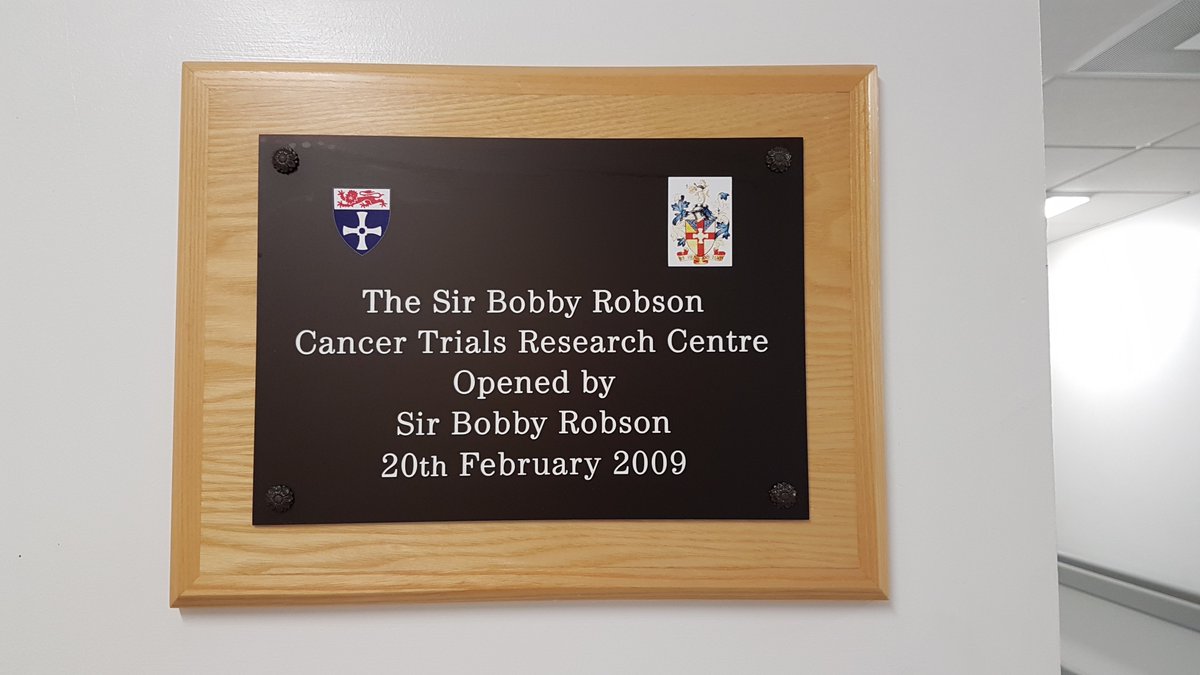 The Sir Bobby Robson
Cancer Trials Research Centre
Opened by
Sir Bobby Robson
20th February 2009